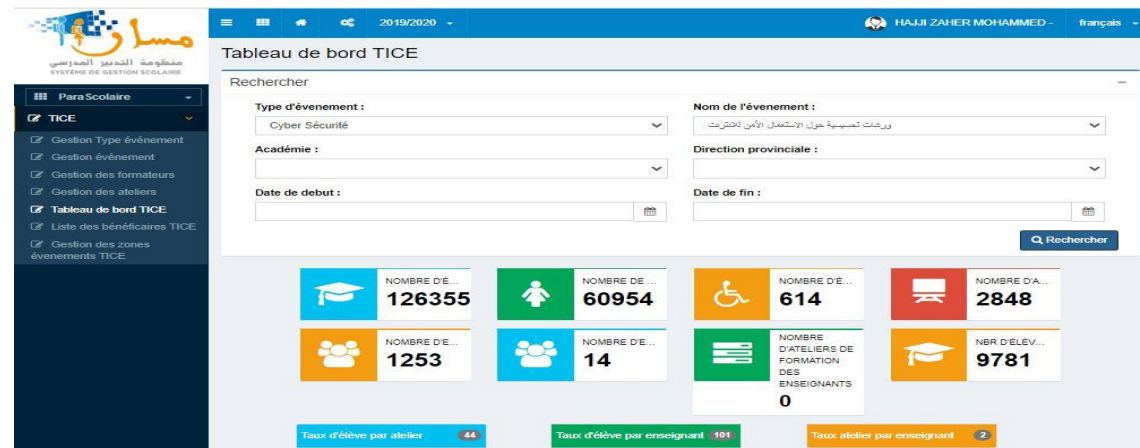 2019/2020
HAJJI ZAHER MOHAMMED -
français
مسار
منظومة التدبير المدرسي
SYSTÈME DE GESTION SCOLAIRE
Tableau de bord TICE
Rechercher
ParaScolaire
TICE
Gestion Type événement
Gestion événement
Gestion des formateurs
Gestion des ateliers
Tableau de bord TICE
Liste des bénéficaires TICE
Gestion des zones
évenements TICE
Type d'évenement :
Nom de l'évenement :
Cyber Sécurité
ورشات تحسيسية حول الاستعمال الآمن للانترنت
Académie :
Direction provinciale :
Date de debut :
Date de fin :
Rechercher
NOMBRE D'É...
126355
NOMBRE DE ...
60954
NOMBRE D'É...
614
NOMBRE D'A...
2848
NOMBRE D'E...
1253
NOMBRE D'E...
14
NOMBRE
D'ATELIERS DE
FORMATION
DES
ENSEIGNANTS
0
NBR D'ÉLÈV...
9781
Taux d'élève par atelier 44
Taux d'élève par enseignant 101
Taux atelier par enseignant 2